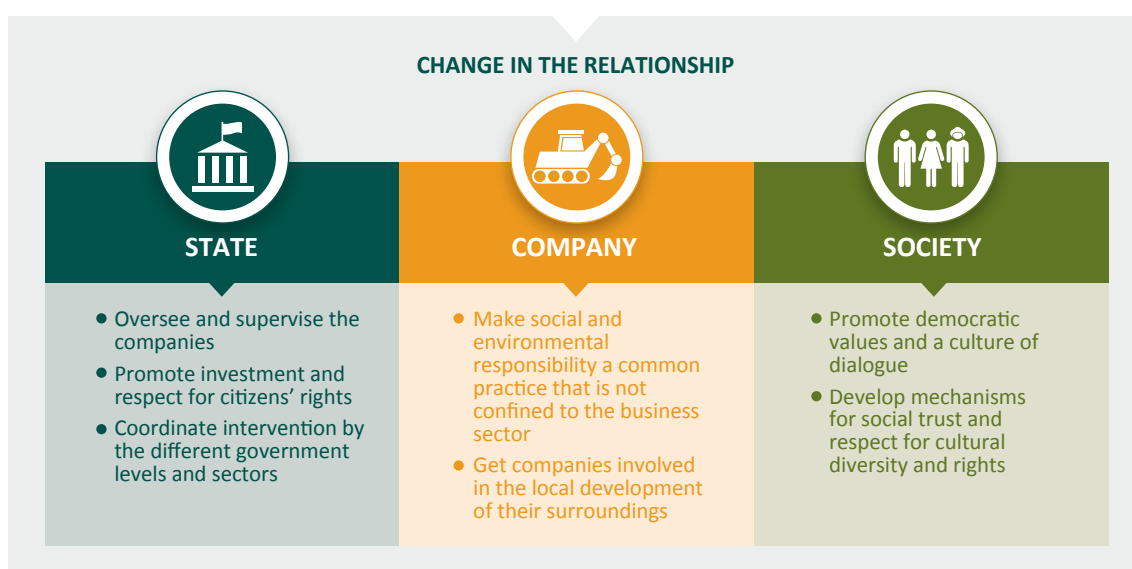 CHANGE IN THE RELATIONSHIP
STATE
• Oversee and supervise the
companies
• Promote investment and
respect for citizens’ rights
• Coordinate intervention by
the different government
levels and sectors
COMPANY
• Make social and
environmental
responsibility a common
practice that is not
confined to the business
sector
• Get companies involved
in the local development
of their surroundings
SOCIETY
• Promote democratic
values and a culture of
dialogue
• Develop mechanisms
for social trust and
respect for cultural
diversity and rights